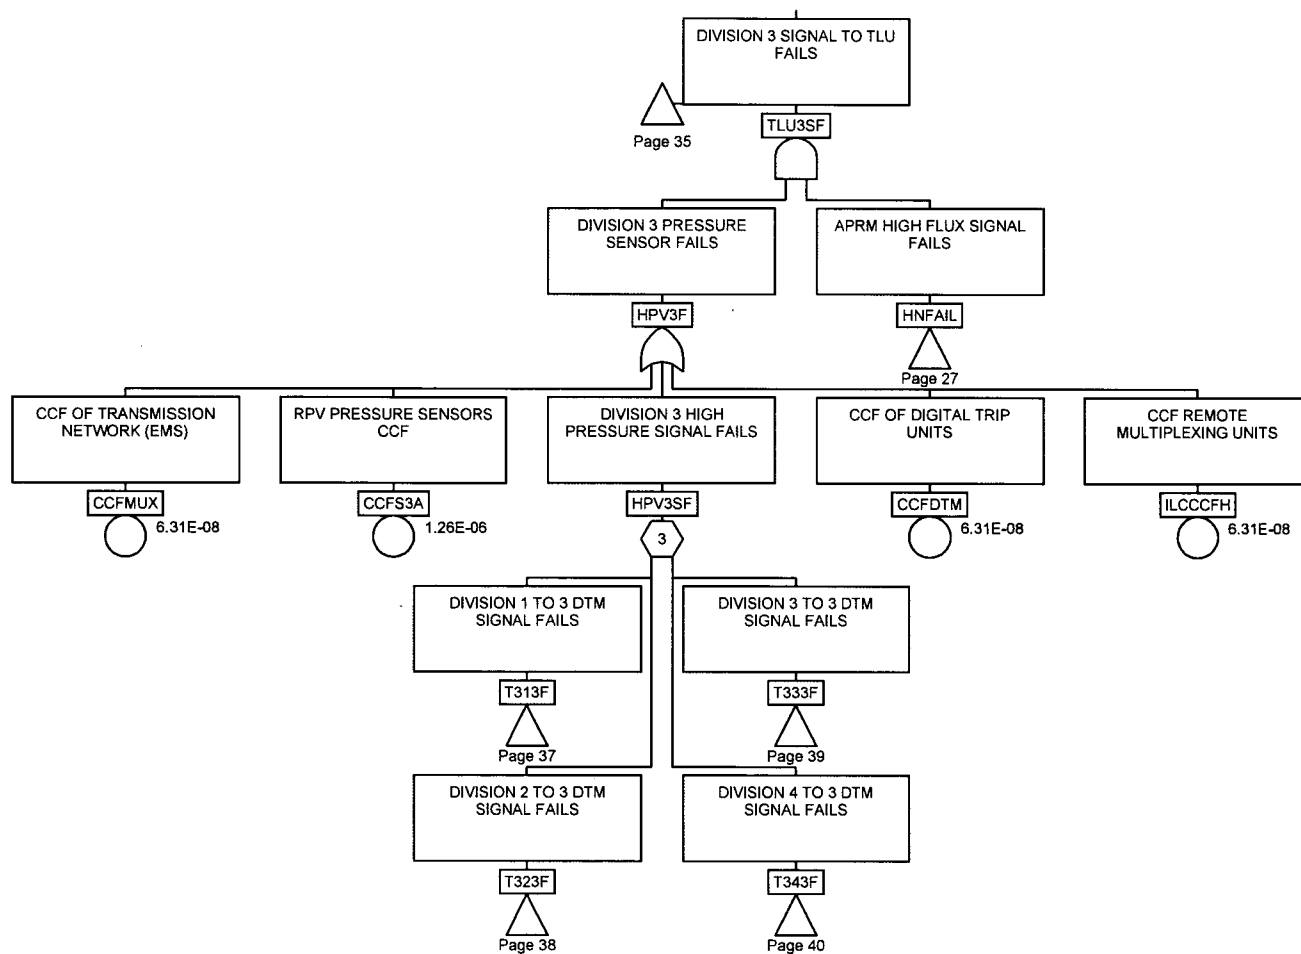 DIVISION 3 SIGNAL TO TLU
FAILS
Page 35
TLU3SF
DIVISION 3 PRESSURE
SENSOR FAILS
APRM HIGH FLUX SIGNAL
FAILS
HPV3F
HNFAIL
Page 27
CCF OF TRANSMISSION
NETWORK (EMS)
RPV PRESSURE SENSORS
CCF
DIVISION 3 HIGH
PRESSURE SIGNAL FAILS
CCF OF DIGITAL TRIP
UNITS
CCF REMOTE
MULTIPLEXING UNITS
CCFMUX
6.31E-08
CCFS3A
1.26E-06
HPV3SF
3
CCFDTM
6.31E-08
ILCCCFH
6.31E-08
DIVISION 1 TO 3 DTM
SIGNAL FAILS
DIVISION 3 TO 3 DTM
SIGNAL FAILS
T313F
Page 37
T333F
Page 39
DIVISION 2 TO 3 DTM
SIGNAL FAILS
DIVISION 4 TO 3 DTM
SIGNAL FAILS
T323F
Page 38
T343F
Page 40